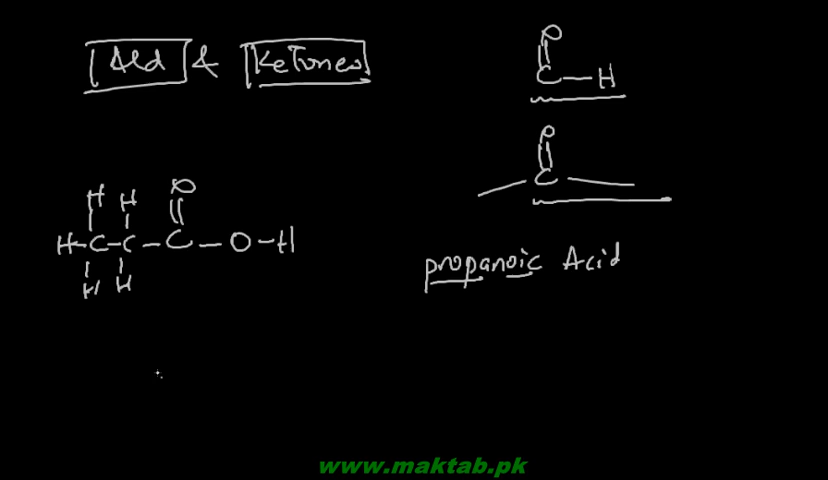 Ald & Ketones
O
C—H
O
C
H H O
H-C-C-C-O-H
H H
propanoic Acid
www.maktab.pk